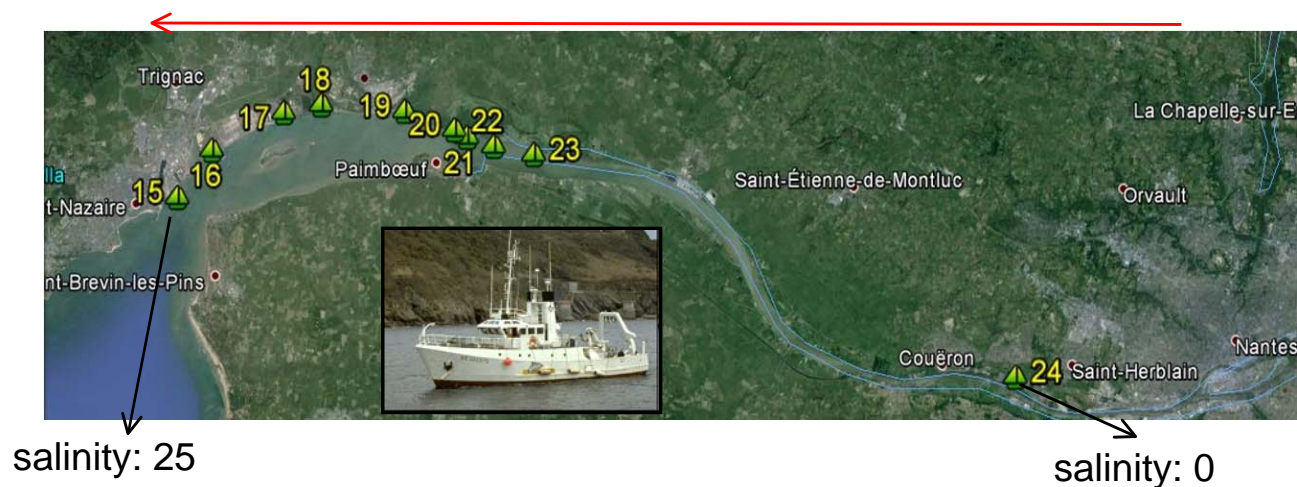 Trignac
18
17
19
20
22
La Chapelle-sur-E
16
21
23
Paimbœuf
lla
15
t-Nazaire
Saint-Étienne-de-Montluc
Orvault
nt-Brevin-les-Pins
Couëron
24
Saint-Herblain
Nantes
salinity: 25
salinity: 0